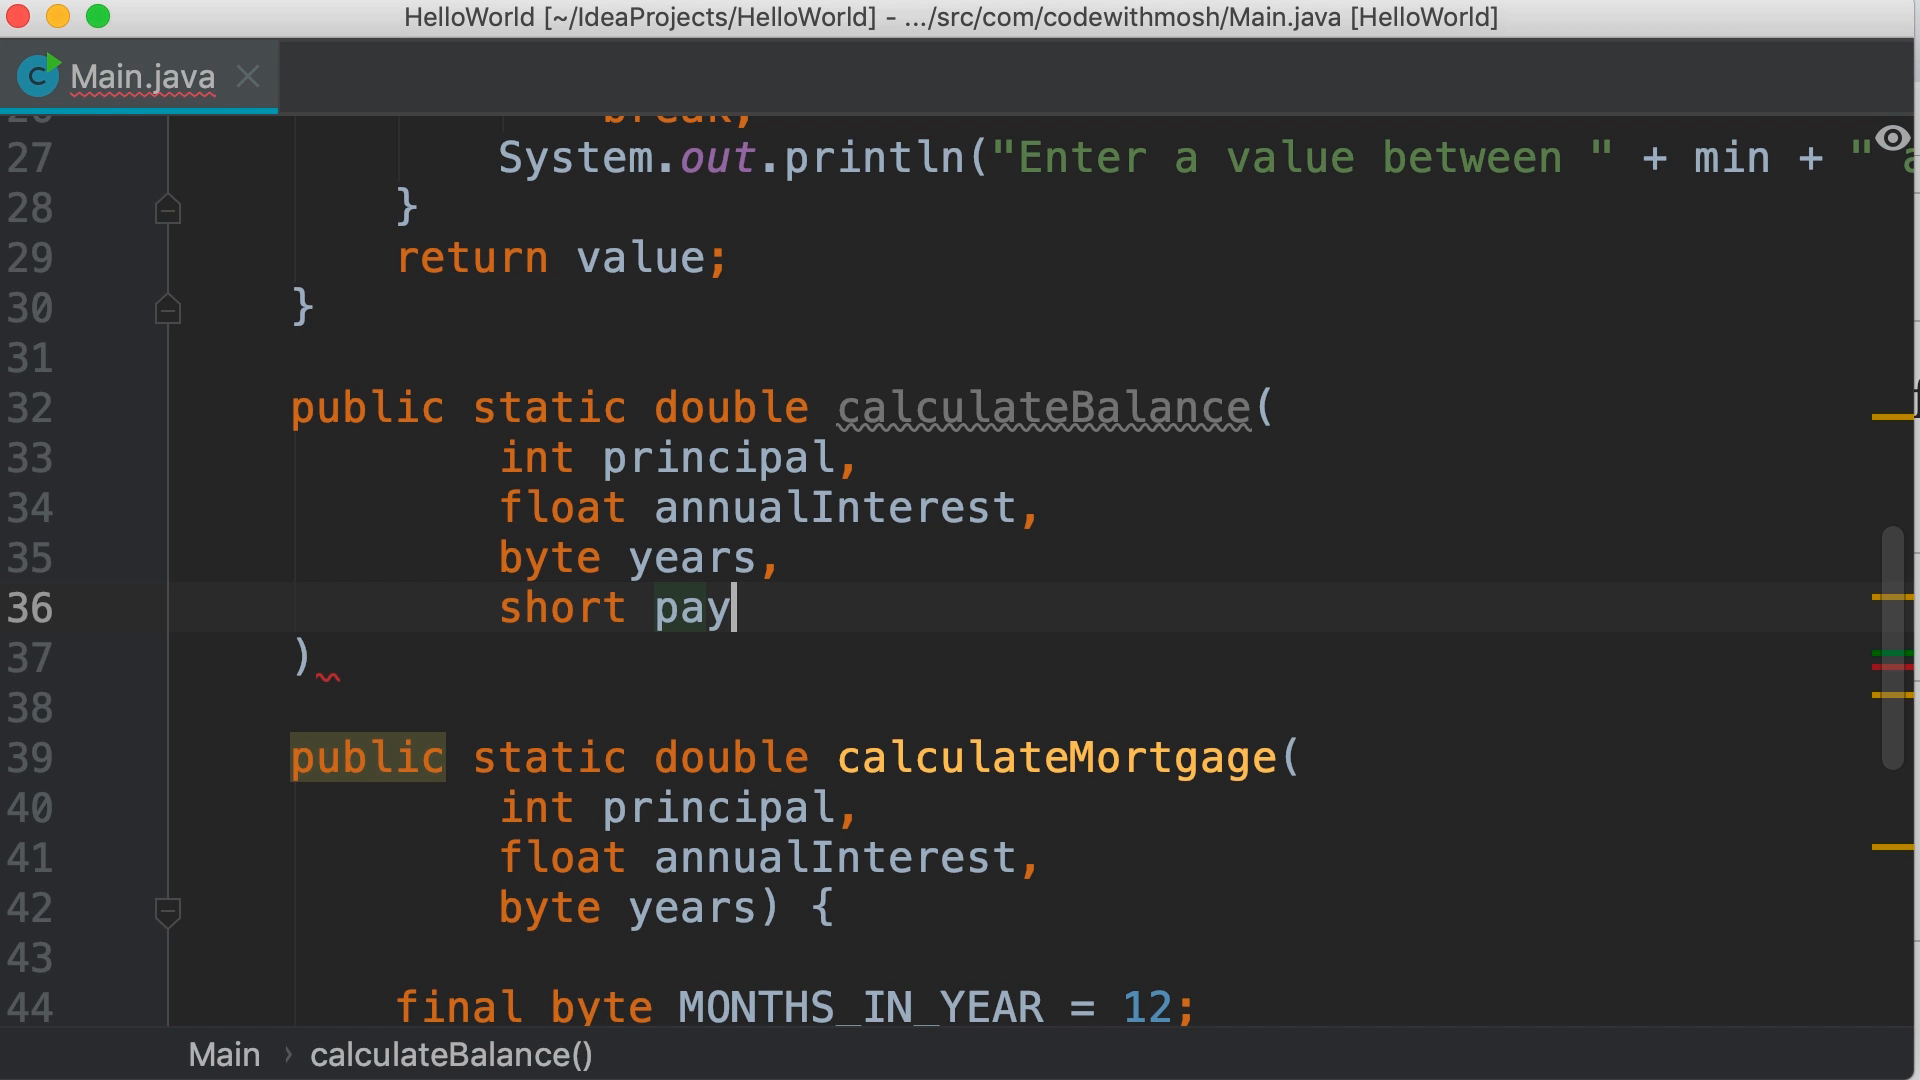 HelloWorld [~/IdeaProjects/HelloWorld] - .../src/com/codewithmosh/Main.java [HelloWorld]
Main.java
26 break;
27 System.out.println("Enter a value between " + min + " a
28 }
29 return value;
30 }
31
32 public static double calculateBalance(
33 int principal,
34 float annualInterest,
35 byte years,
36 short pay
37 )
38
39 public static double calculateMortgage(
40 int principal,
41 float annualInterest,
42 byte years) {
43
44 final byte MONTHS_IN_YEAR = 12;
Main › calculateBalance()